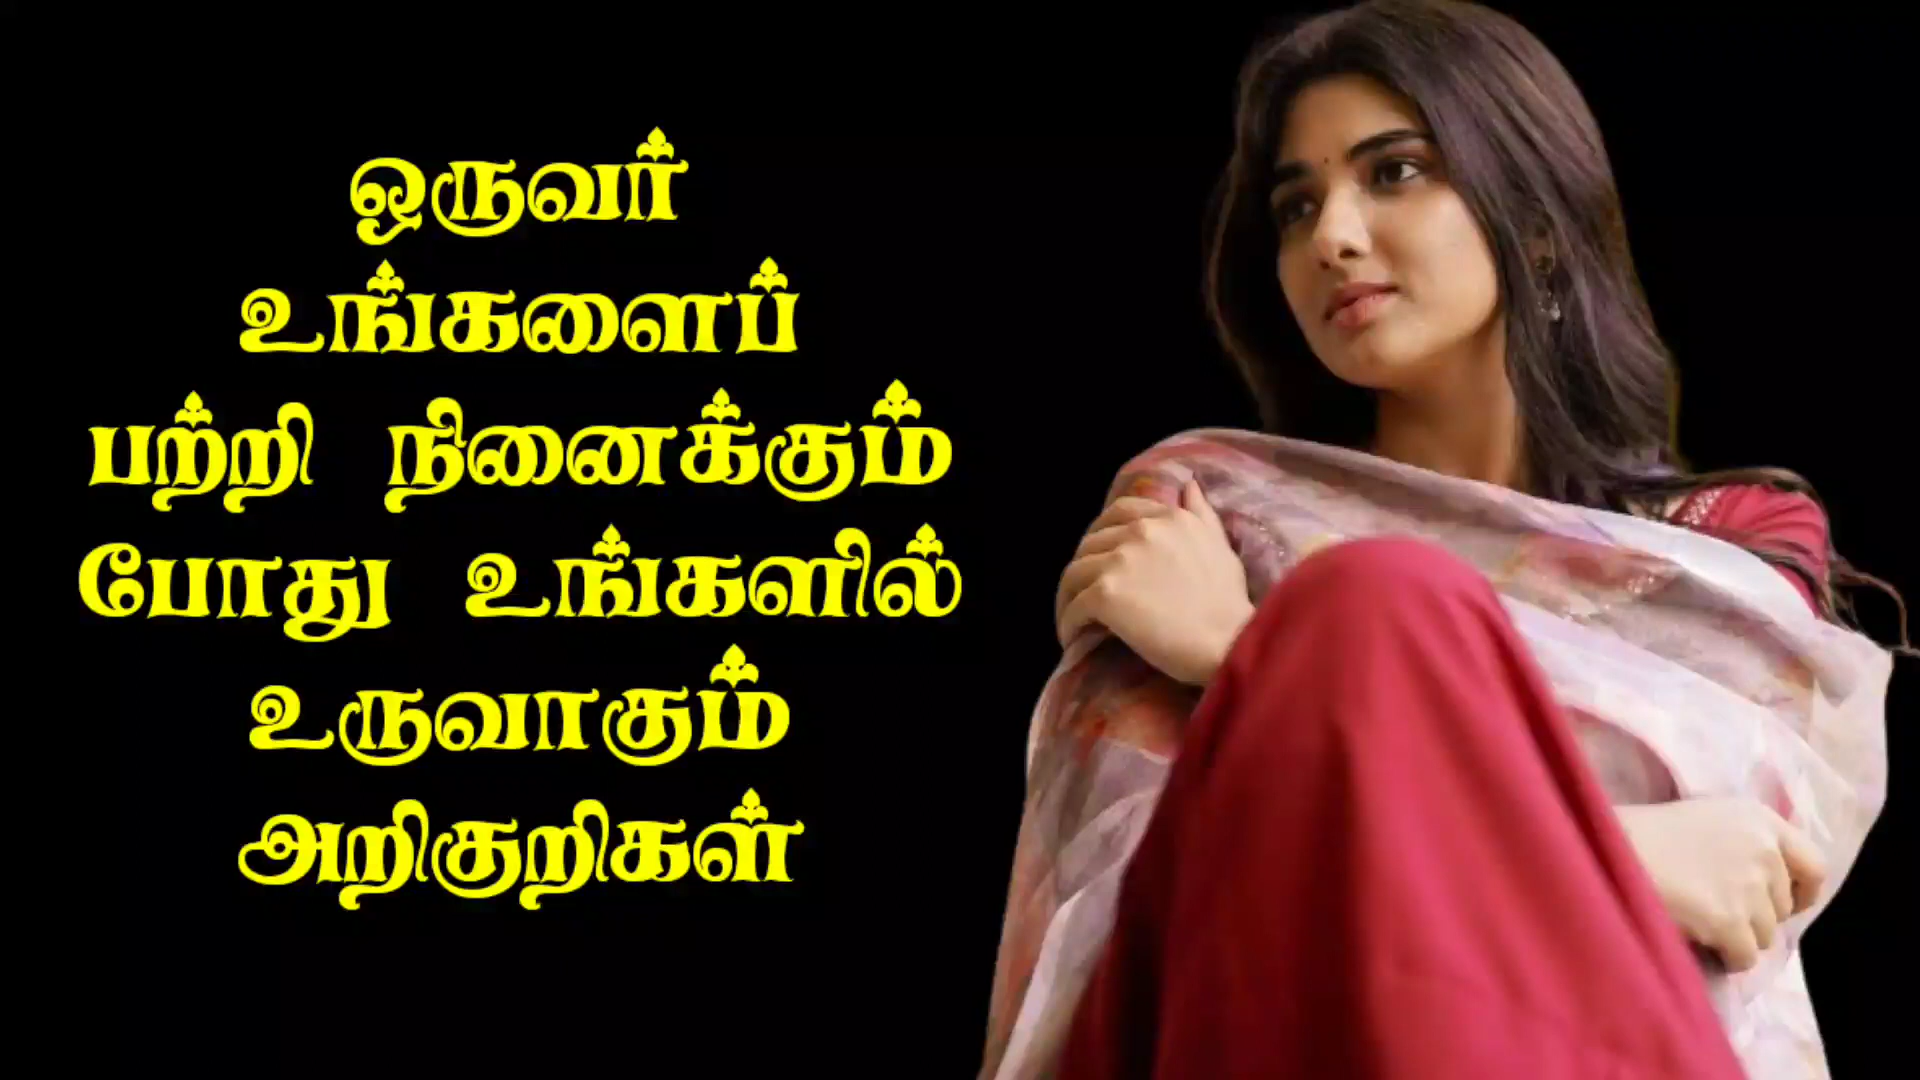 ஒருவர்
உங்களைப்
பற்றி நினைக்கும்
போது உங்களில்
உருவாகும்
அறிகுறிகள்